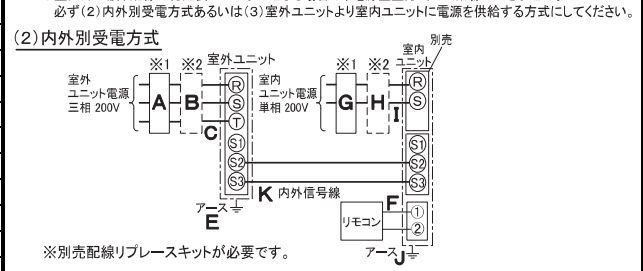 必ず(2)内外別受電方式あるいは(3)室外ユニットより室内ユニットに電源を供給する方式にしてください。
(2)内外別受電方式
別売
室外ユニット
室内
ユニット
※1 ※2
※1 ※2
室外
ユニット電源
三相 200V
A
B
C
R
S
T
S1
S2
S3
室内
ユニット電源
単相 200V
G
H
I
R
S
S1
S2
S3
K 内外信号線
アース
E
リモコン
F
①
②
アース J
※別売配線リプレースキットが必要です。